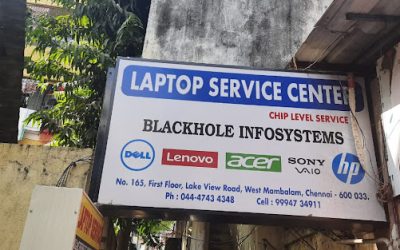 LAPTOP SERVICE CENTER
CHIP LEVEL SERVICE
BLACKHOLE INFOSYSTEMS
DELL Lenovo acer SONY VAIO hp
No. 165, First Floor, Lake View Road, West Mambalam, Chennai - 600 033.
Ph : 044-4743 4348 Cell : 99947 34911